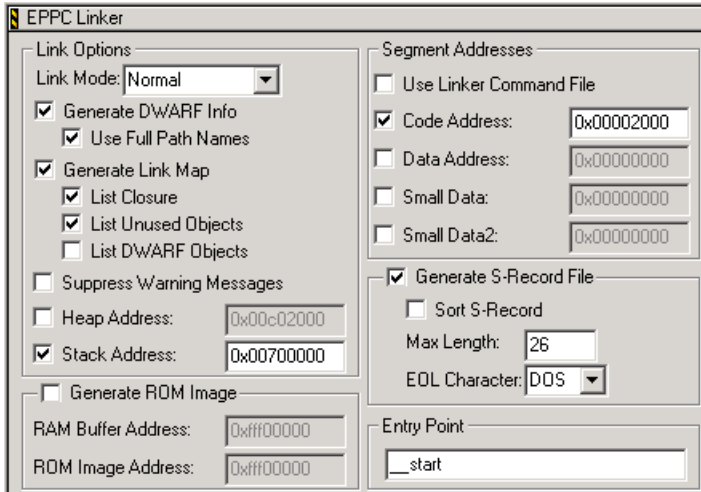 EPPC Linker
Link Options
Link Mode: Normal
Generate DWARF Info
Use Full Path Names
Generate Link Map
List Closure
List Unused Objects
List DWARF Objects
Suppress Warning Messages
Heap Address: 0x00c02000
Stack Address: 0x00700000
Generate ROM Image
RAM Buffer Address: 0xfff00000
ROM Image Address: 0xfff00000
Segment Addresses
Use Linker Command File
Code Address: 0x00002000
Data Address: 0x00000000
Small Data: 0x00000000
Small Data2: 0x00000000
Generate S-Record File
Sort S-Record
Max Length: 26
EOL Character: DOS
Entry Point
__start